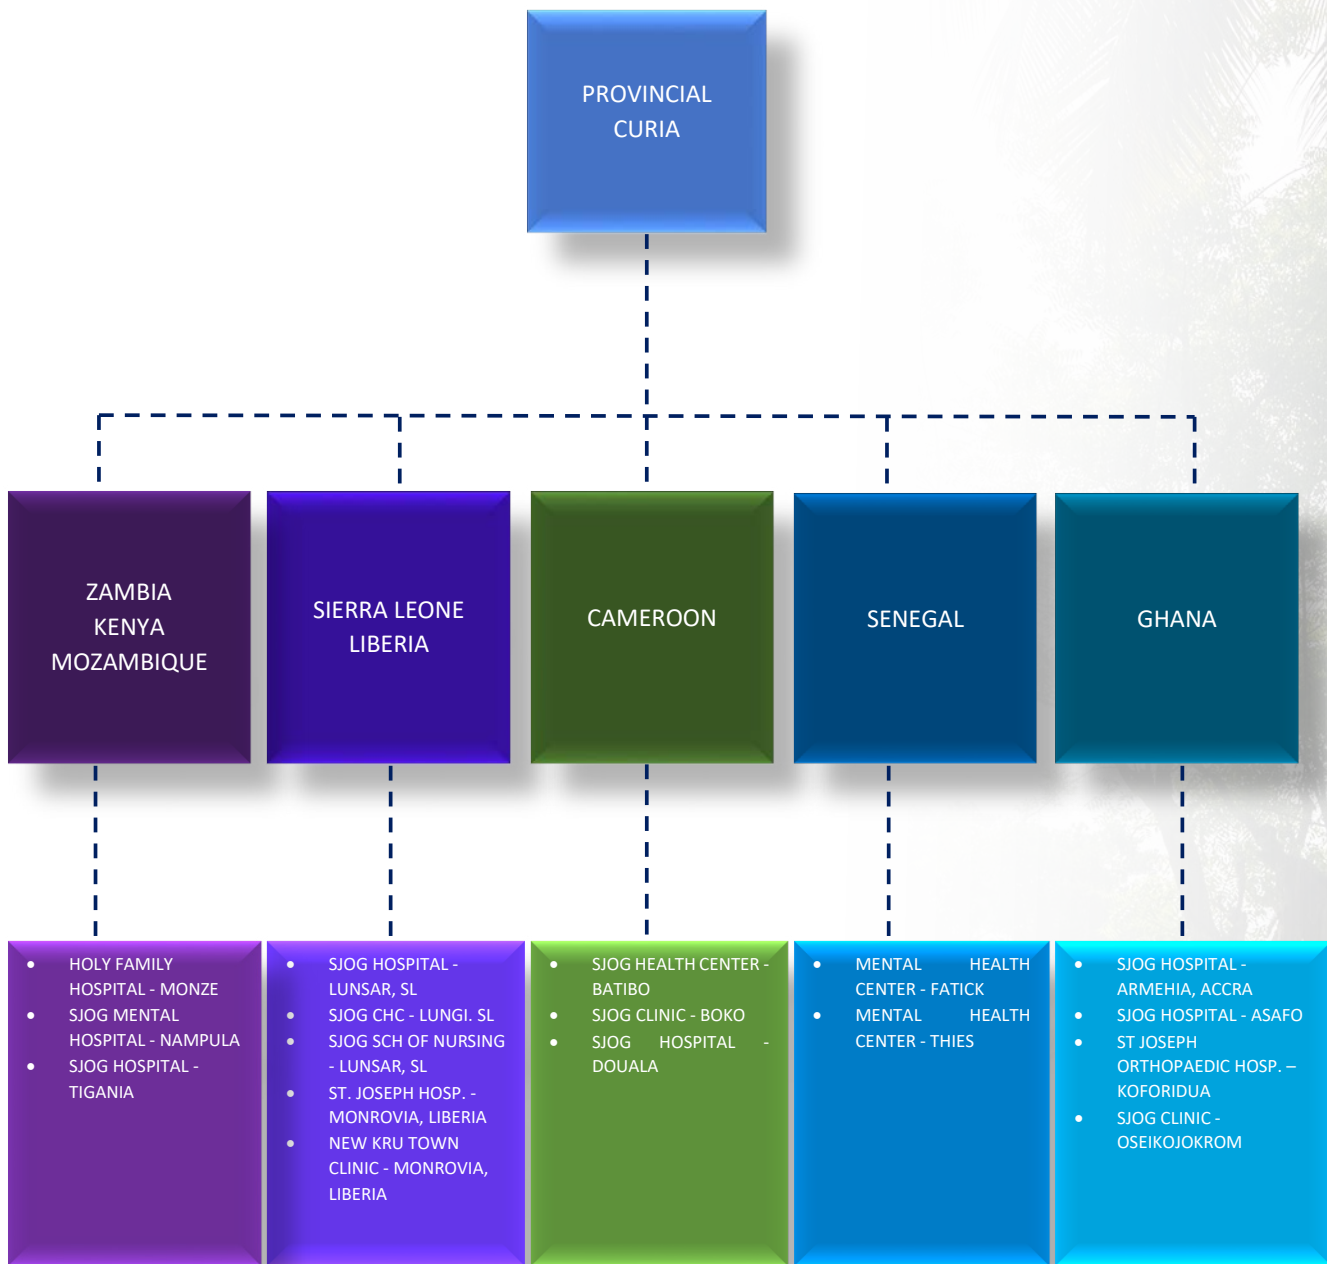 PROVINCIAL
CURIA
ZAMBIA
KENYA
MOZAMBIQUE
SIERRA LEONE
LIBERIA
CAMEROON
SENEGAL
GHANA
• HOLY FAMILY
HOSPITAL - MONZE
• SJOG MENTAL
HOSPITAL - NAMPULA
• SJOG HOSPITAL -
TIGANIA
• SJOG HOSPITAL -
LUNSAR, SL
• SJOG CHC - LUNGI. SL
• SJOG SCH OF NURSING
- LUNSAR, SL
• ST. JOSEPH HOSP. -
MONROVIA, LIBERIA
• NEW KRU TOWN
CLINIC - MONROVIA,
LIBERIA
• SJOG HEALTH CENTER -
BATIBO
• SJOG CLINIC - BOKO
• SJOG HOSPITAL -
DOUALA
• MENTAL HEALTH
CENTER - FATICK
• MENTAL HEALTH
CENTER - THIES
• SJOG HOSPITAL -
ARMEHIA, ACCRA
• SJOG HOSPITAL - ASAFO
• ST JOSEPH
ORTHOPAEDIC HOSP. –
KOFORIDUA
• SJOG CLINIC -
OSEIKOJOKROM